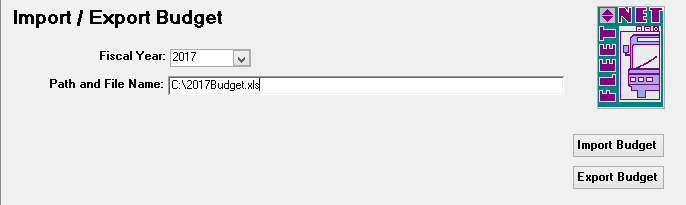 Import / Export Budget
FLEET NET
Fiscal Year: 2017
Path and File Name: C:\2017Budget.xls
Import Budget
Export Budget